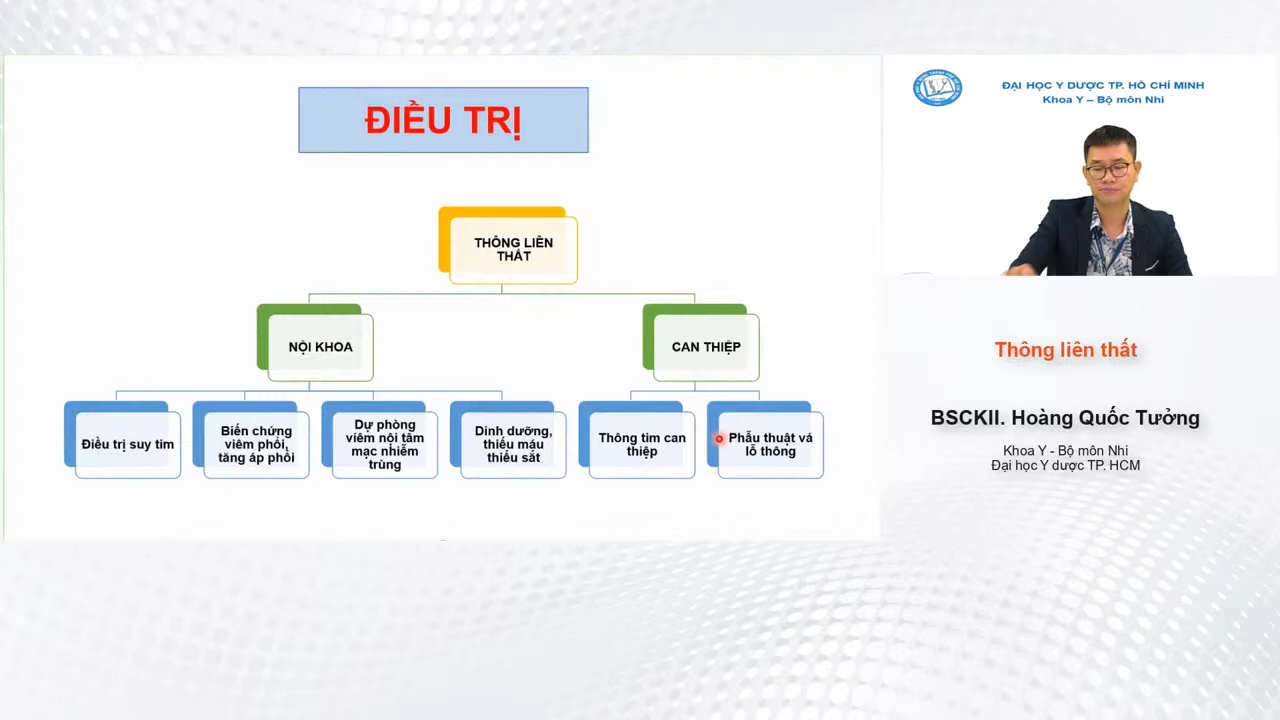 ĐIỀU TRỊ
THÔNG LIÊN
THẤT
NỘI KHOA
CAN THIỆP
Điều trị suy tim
Biến chứng
viêm phổi,
tăng áp phổi
Dự phòng
viêm nội tâm
mạc nhiễm
trùng
Dinh dưỡng,
thiếu máu
thiếu sắt
Thông tim can
thiệp
Phẫu thuật vá
lỗ thông
ĐẠI HỌC Y DƯỢC TP. HỒ CHÍ MINH
Khoa Y – Bộ môn Nhi
Thông liên thất
BSCKII. Hoàng Quốc Tưởng
Khoa Y - Bộ môn Nhi
Đại học Y dược TP. HCM